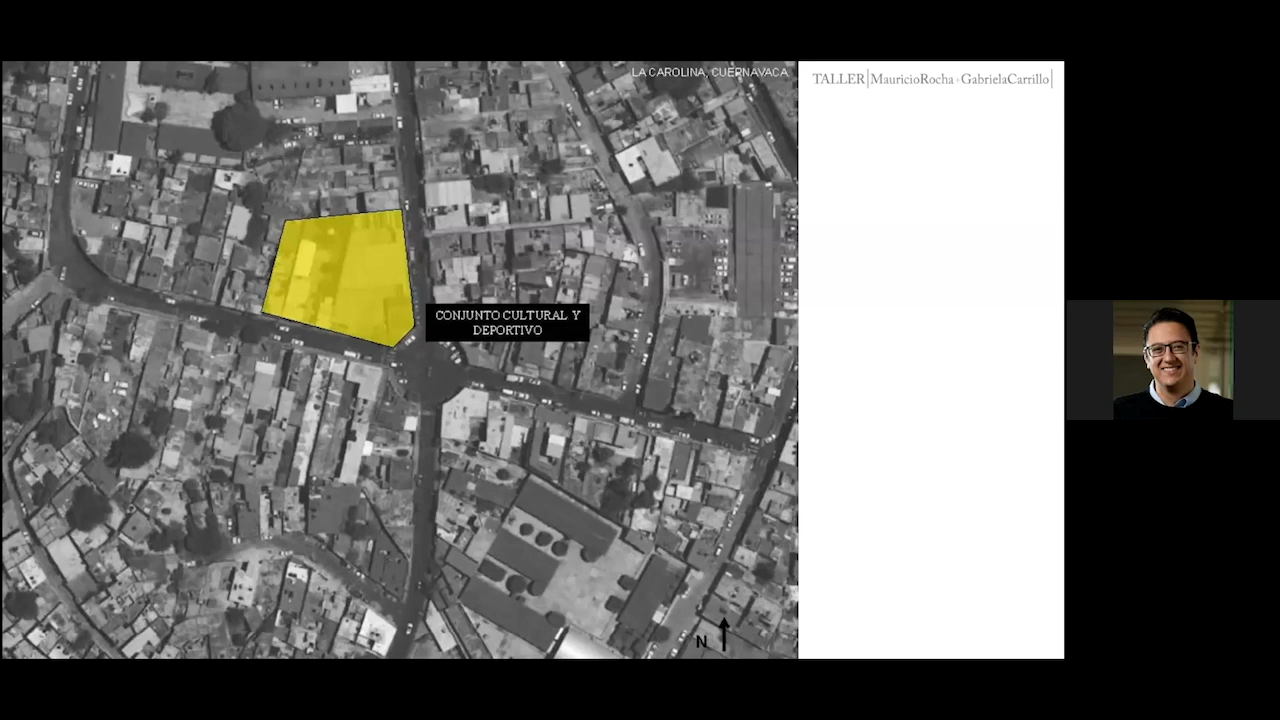 LA CAROLINA, CUERNAVACA
TALLER|MauricioRocha+GabrielaCarrillo|
CONJUNTO CULTURAL Y
DEPORTIVO
N